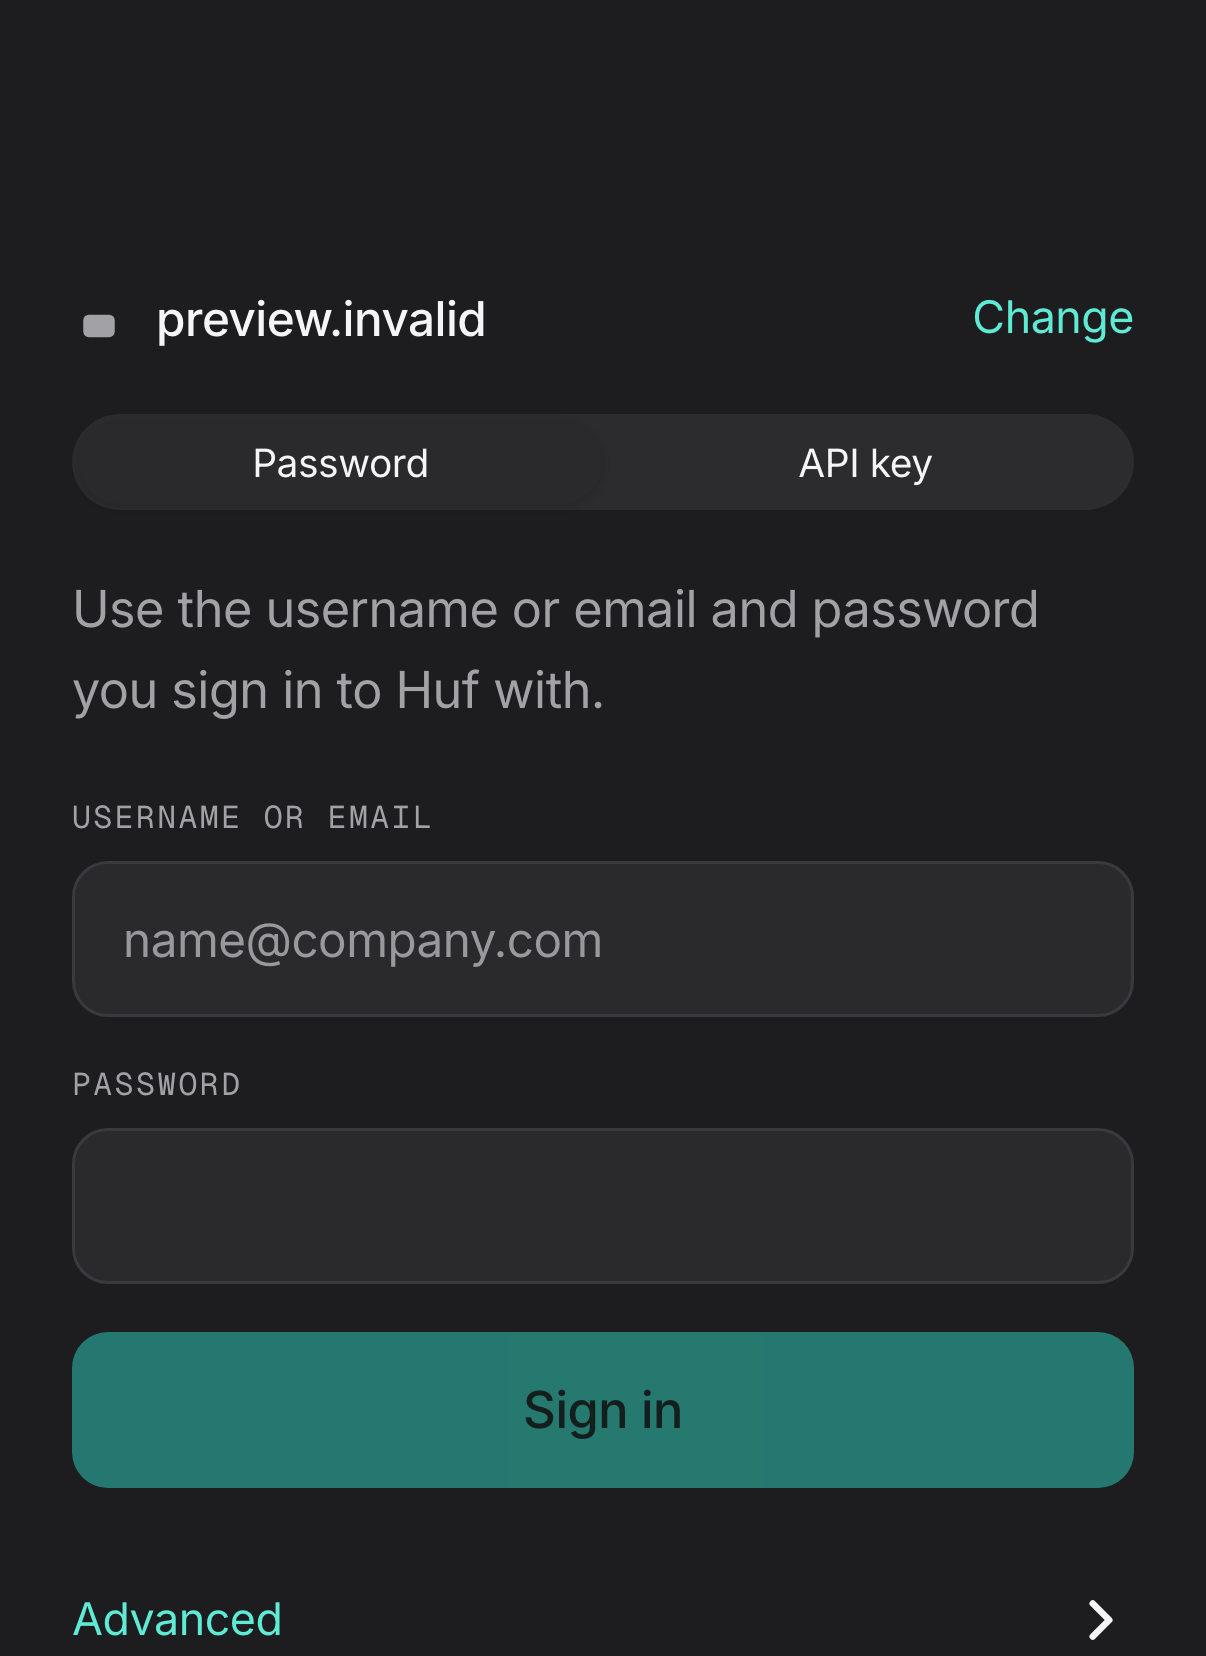 preview.invalid
Change
Password
API key
Use the username or email and password
you sign in to Huf with.
USERNAME OR EMAIL
name@company.com
PASSWORD
Sign in
Advanced